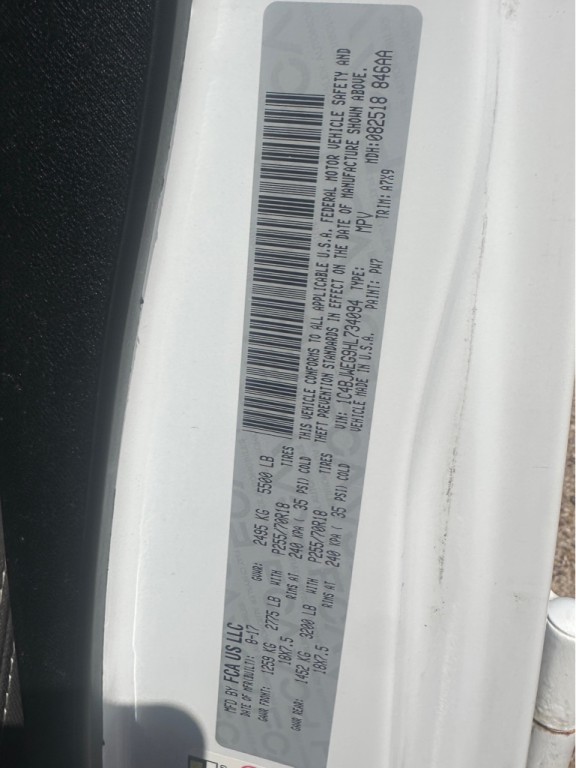 MFD BY FCA US LLC
DATE OF MFR(BUILT): 8-17 GVWR: 2495 KG 5500 LB
GAWR FRONT: 1259 KG 2775 LB WITH P255/70R18 TIRES
18X7.5 RIMS AT 240 KPA ( 35 PSI) COLD
GAWR REAR: 1452 KG 3200 LB WITH P255/70R18 TIRES
18X7.5 RIMS AT 240 KPA ( 35 PSI) COLD
THIS VEHICLE CONFORMS TO ALL APPLICABLE U.S.A. FEDERAL MOTOR VEHICLE SAFETY AND
THEFT PREVENTION STANDARDS IN EFFECT ON THE DATE OF MANUFACTURE SHOWN ABOVE.
VIN: 1C4BJWEG9HL734094 TYPE: MPV MDH:082518 846AA
VEHICLE MADE IN U.S.A. PAINT: PW7 TRIM: A7X9